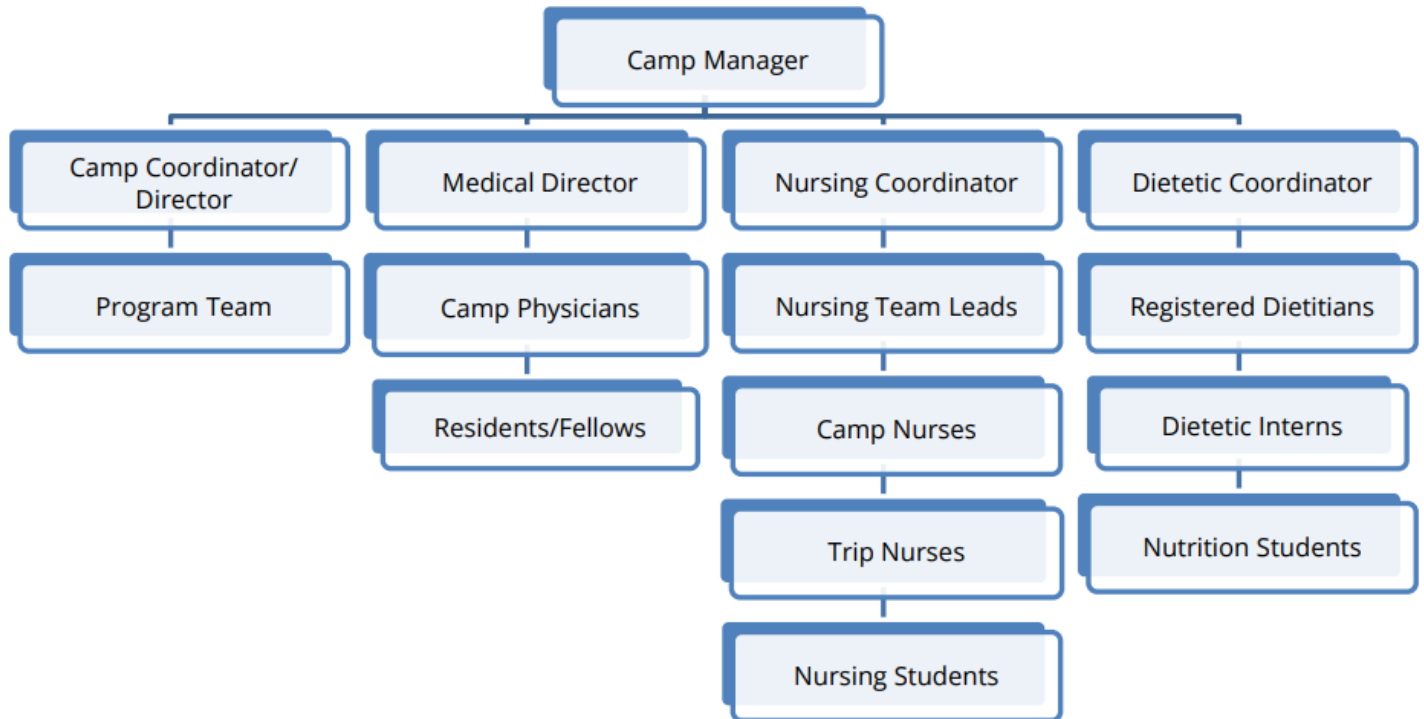 Camp Manager
Camp Coordinator/
Director
Medical Director
Nursing Coordinator
Dietetic Coordinator
Program Team
Camp Physicians
Nursing Team Leads
Registered Dietitians
Residents/Fellows
Camp Nurses
Dietetic Interns
Trip Nurses
Nutrition Students
Nursing Students